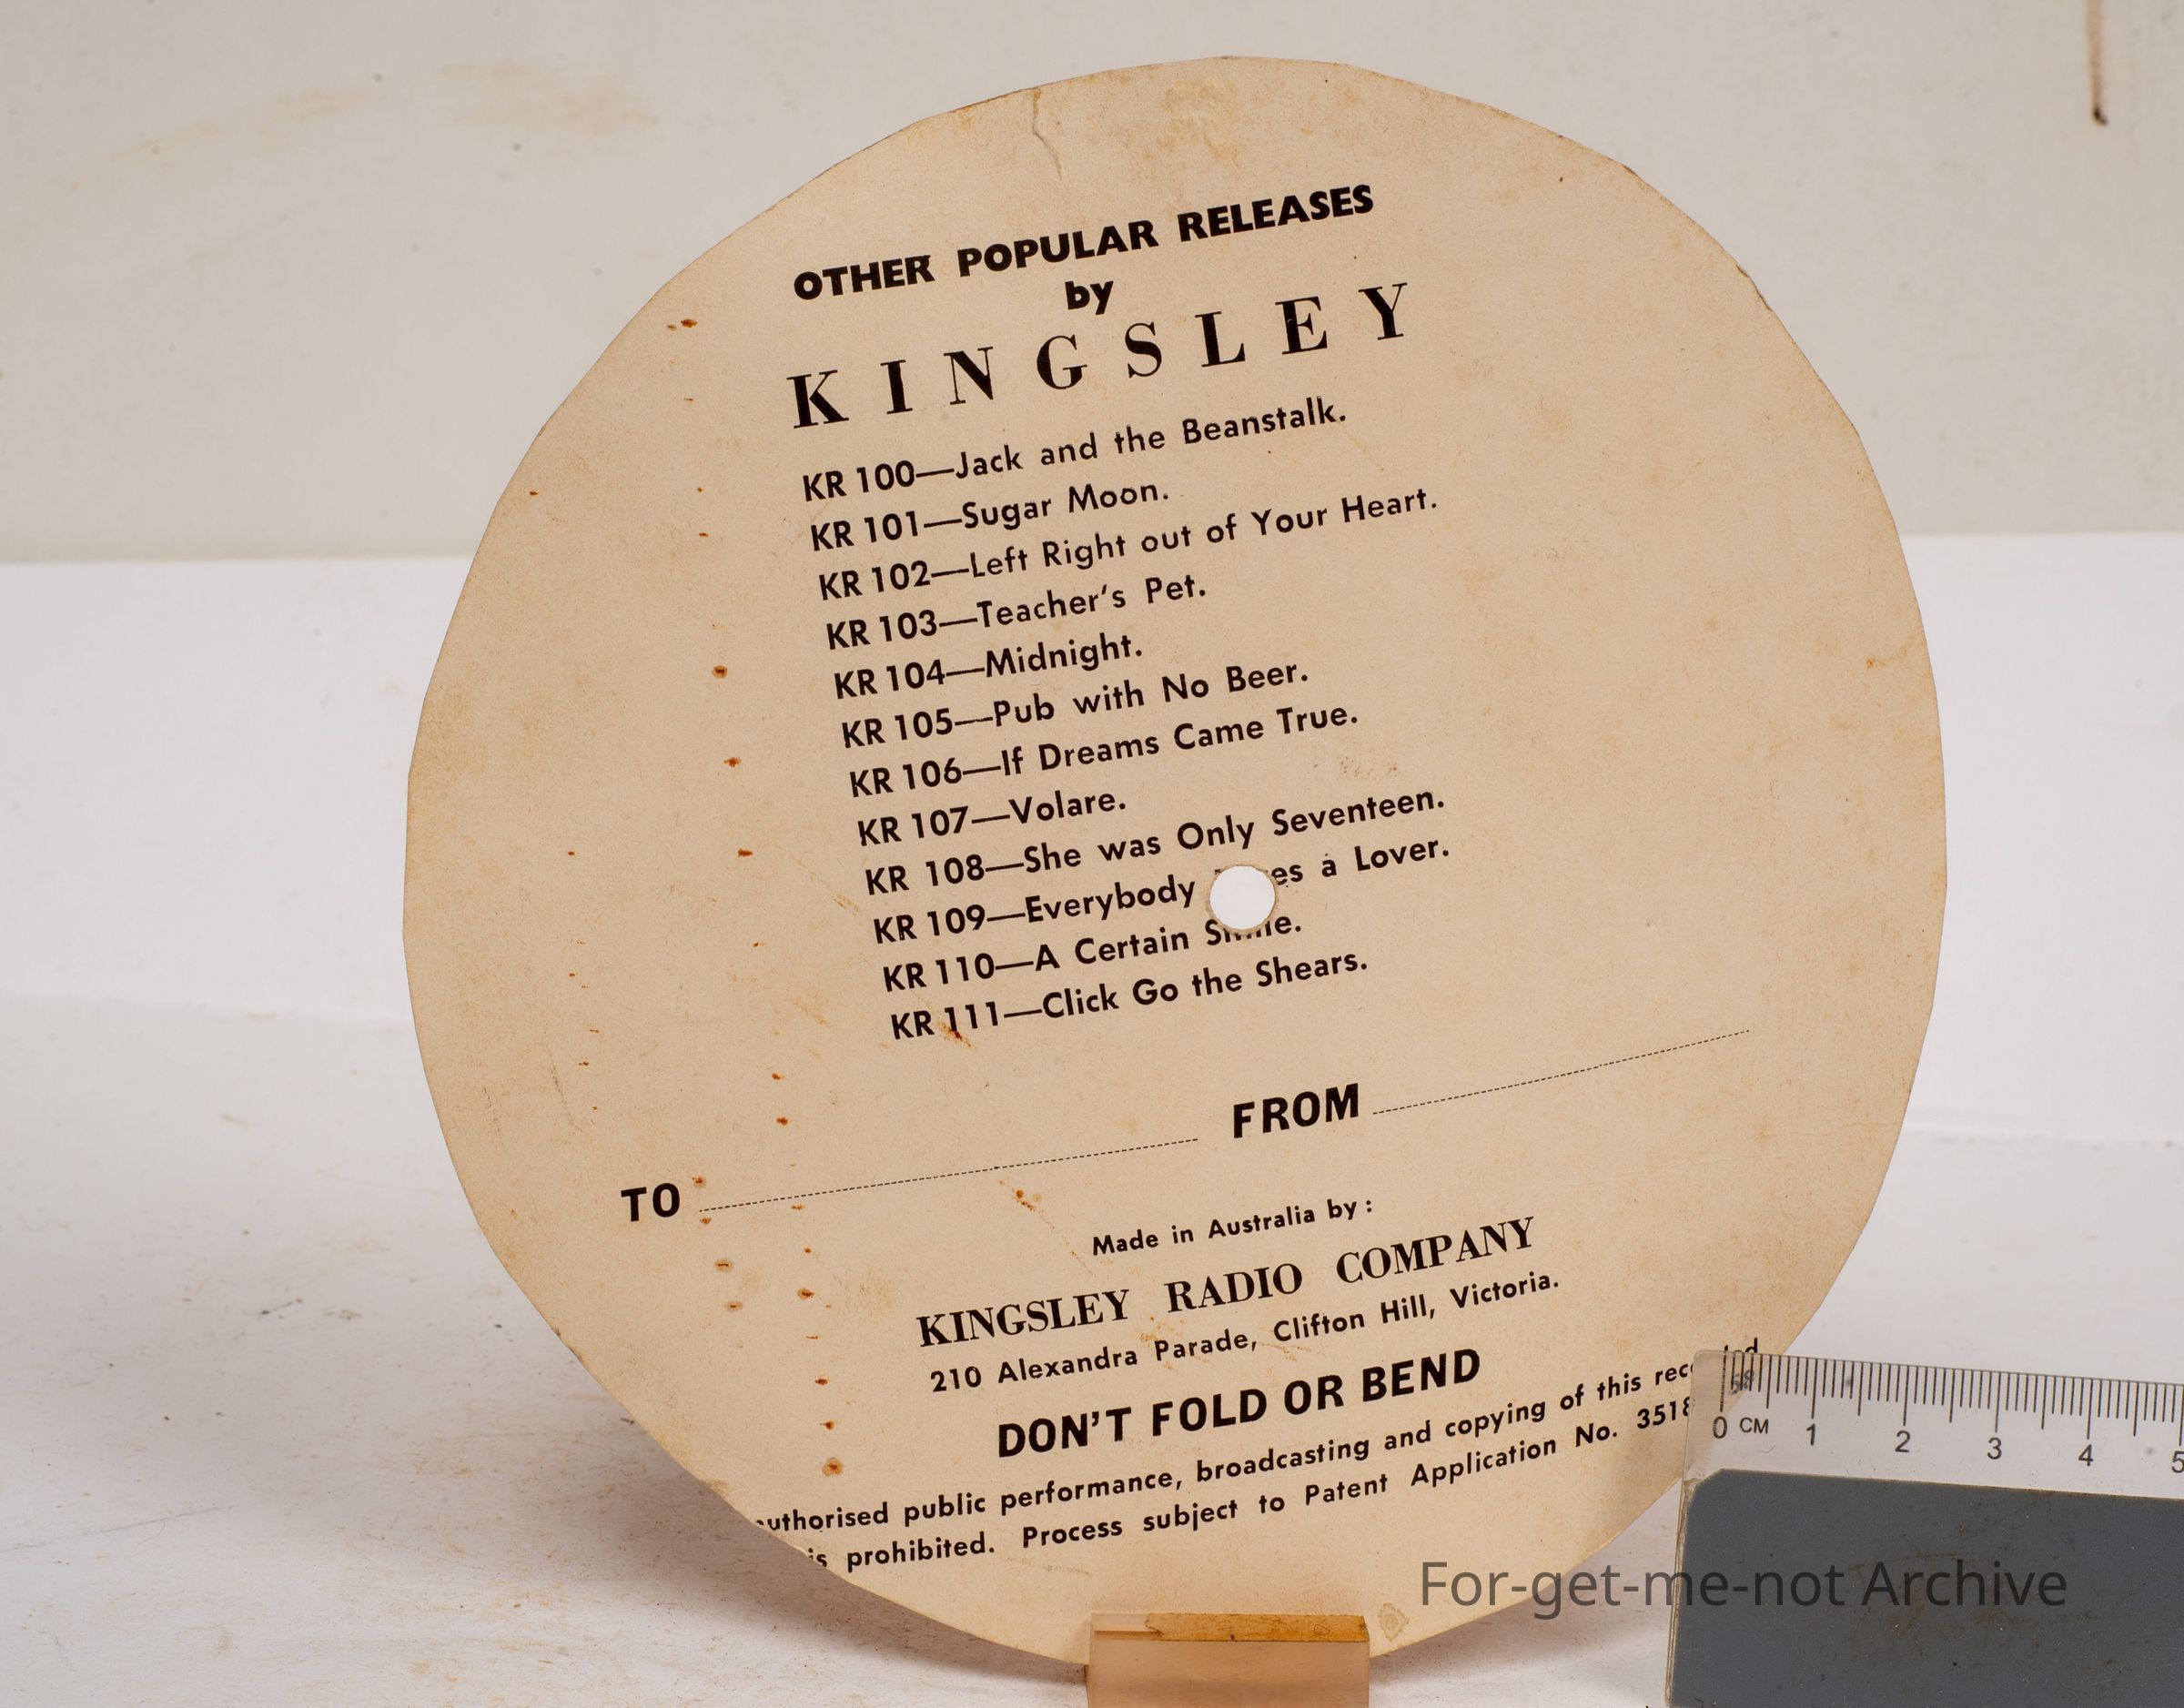 OTHER POPULAR RELEASES
by
KINGSLEY
KR 100—Jack and the Beanstalk.
KR 101—Sugar Moon.
KR 102—Left Right out of Your Heart.
KR 103—Teacher's Pet.
KR 104—Midnight.
KR 105—Pub with No Beer.
KR 106—If Dreams Came True.
KR 107—Volare.
KR 108—She was Only Seventeen.
KR 109—Everybody a Lover.
KR 110—A Certain
KR 111—Click Go the Shears.
TO FROM
Made in Australia by:
KINGSLEY RADIO COMPANY
210 Alexandra Parade, Clifton Hill, Victoria.
DON'T FOLD OR BEND
public performance, broadcasting and copying of this
is prohibited. Process subject to Patent Application No.
0 CM 1 2 3 4 5
For-get-me-not Archive